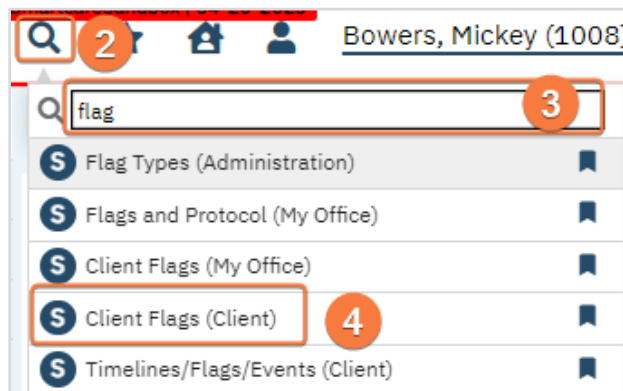 2
Bowers, Mickey (1008)
flag
3
S Flag Types (Administration)
S Flags and Protocol (My Office)
S Client Flags (My Office)
S Client Flags (Client)
4
S Timelines/Flags/Events (Client)